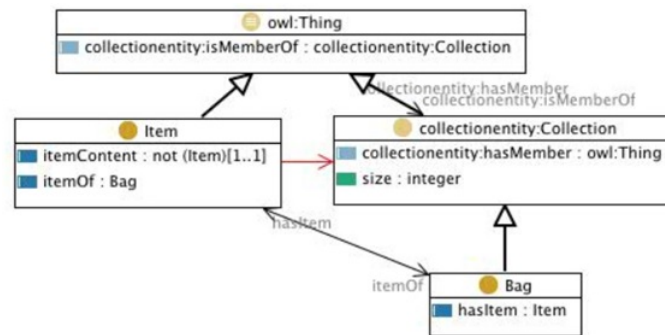 owl:Thing
collectionentity:isMemberOf : collectionentity:Collection
collectionentity:hasMember
collectionentity:isMemberOf
Item
itemContent : not (Item)[1..1]
itemOf : Bag
collectionentity:Collection
collectionentity:hasMember : owl:Thing
size : integer
hasItem
itemOf
Bag
hasItem : Item